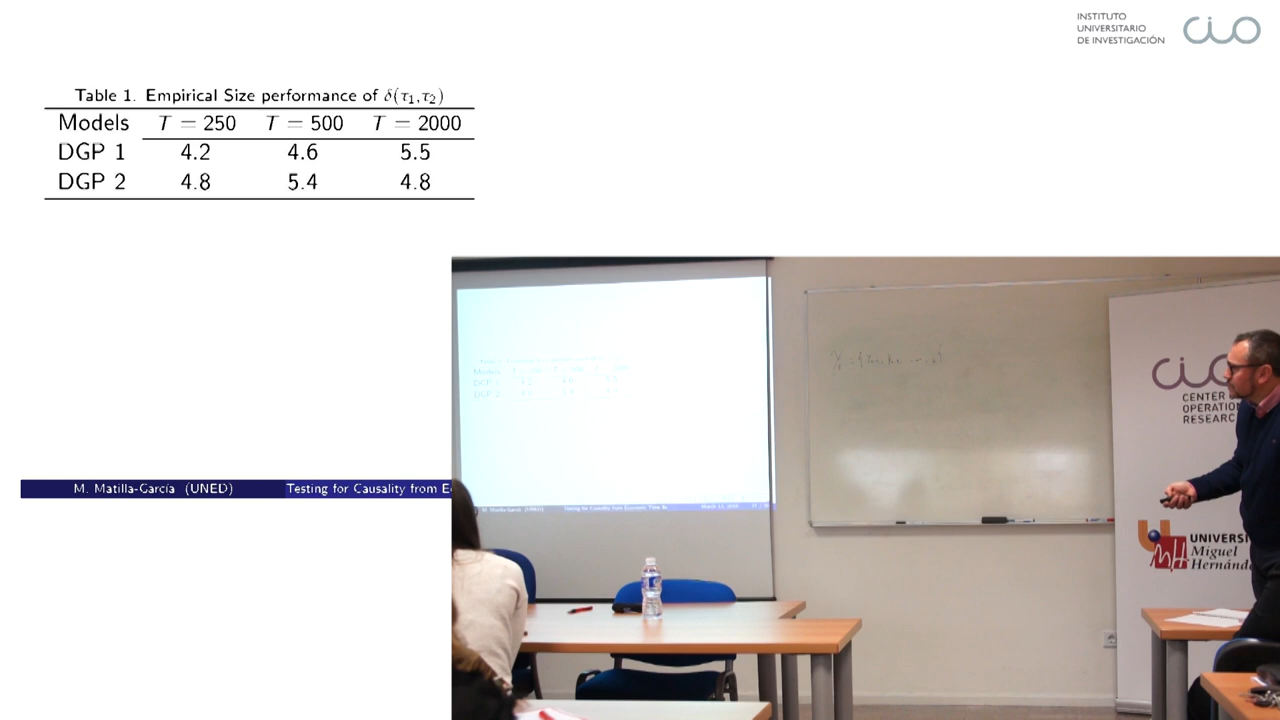 INSTITUTO
UNIVERSITARIO
DE INVESTIGACIÓN
CIO
Table 1. Empirical Size performance of δ(τ₁,τ₂)
Models T = 250 T = 500 T = 2000
DGP 1 4.2 4.6 5.5
DGP 2 4.8 5.4 4.8
M. Matilla-García (UNED) Testing for Causality from E
CENTER
OPERATIO
RESEARC
UNIVERSI
Miguel
Hernánd